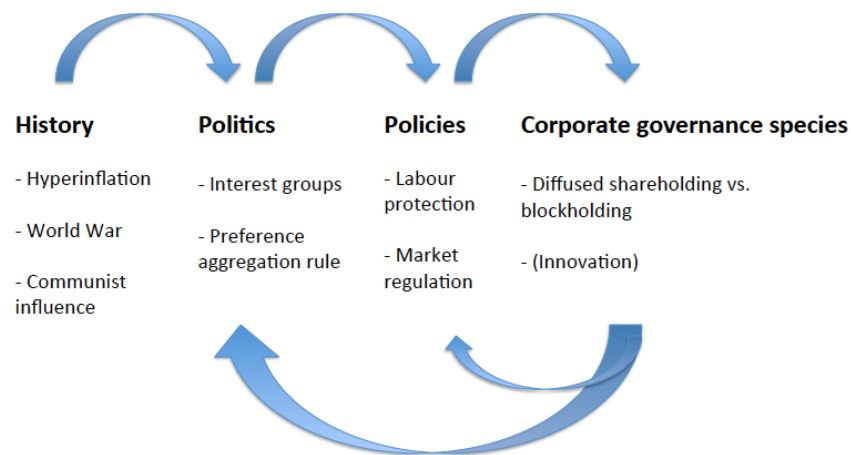 History
- Hyperinflation
- World War
- Communist
influence
Politics
- Interest groups
- Preference
aggregation rule
Policies
- Labour
protection
- Market
regulation
Corporate governance species
- Diffused shareholding vs.
blockholding
- (Innovation)